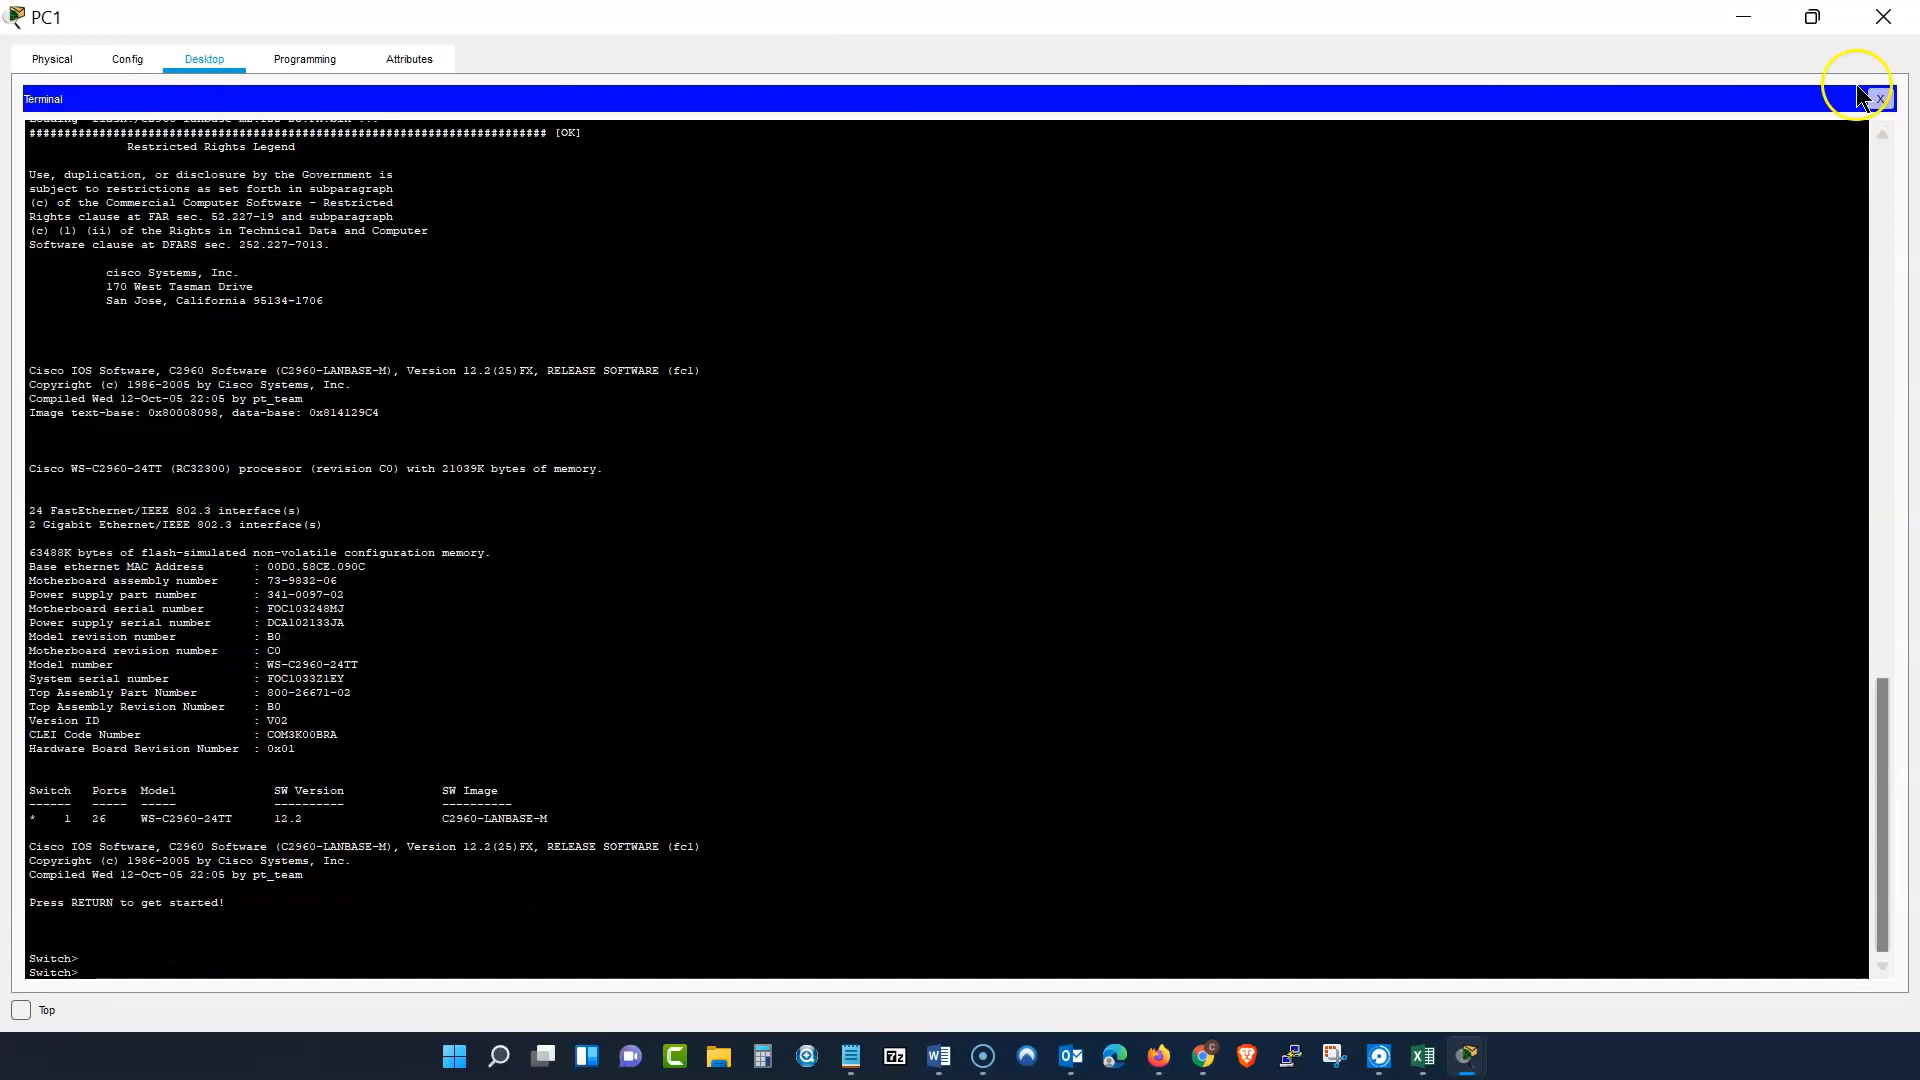 PC1
Physical Config Desktop Programming Attributes
Terminal
X
########################################################################## [OK]
Restricted Rights Legend
Use, duplication, or disclosure by the Government is
subject to restrictions as set forth in subparagraph
(c) of the Commercial Computer Software - Restricted
Rights clause at FAR sec. 52.227-19 and subparagraph
(c) (1) (ii) of the Rights in Technical Data and Computer
Software clause at DFARS sec. 252.227-7013.
cisco Systems, Inc.
170 West Tasman Drive
San Jose, California 95134-1706
Cisco IOS Software, C2960 Software (C2960-LANBASE-M), Version 12.2(25)FX, RELEASE SOFTWARE (fc1)
Copyright (c) 1986-2005 by Cisco Systems, Inc.
Compiled Wed 12-Oct-05 22:05 by pt_team
Image text-base: 0x80008098, data-base: 0x814129C4
Cisco WS-C2960-24TT (RC32300) processor (revision C0) with 21039K bytes of memory.
24 FastEthernet/IEEE 802.3 interface(s)
2 Gigabit Ethernet/IEEE 802.3 interface(s)
63488K bytes of flash-simulated non-volatile configuration memory.
Base ethernet MAC Address : 00D0.58CE.090C
Motherboard assembly number : 73-9832-06
Power supply part number : 341-0097-02
Motherboard serial number : FOC103248MJ
Power supply serial number : DCA102133JA
Model revision number : B0
Motherboard revision number : C0
Model number : WS-C2960-24TT
System serial number : FOC1033Z1EY
Top Assembly Part Number : 800-26671-02
Top Assembly Revision Number : B0
Version ID : V02
CLEI Code Number : COM3K00BRA
Hardware Board Revision Number : 0x01
Switch Ports Model SW Version SW Image
------ ----- ----- ---------- ----------
* 1 26 WS-C2960-24TT 12.2 C2960-LANBASE-M
Cisco IOS Software, C2960 Software (C2960-LANBASE-M), Version 12.2(25)FX, RELEASE SOFTWARE (fc1)
Copyright (c) 1986-2005 by Cisco Systems, Inc.
Compiled Wed 12-Oct-05 22:05 by pt_team
Press RETURN to get started!
Switch>
Switch>
Top